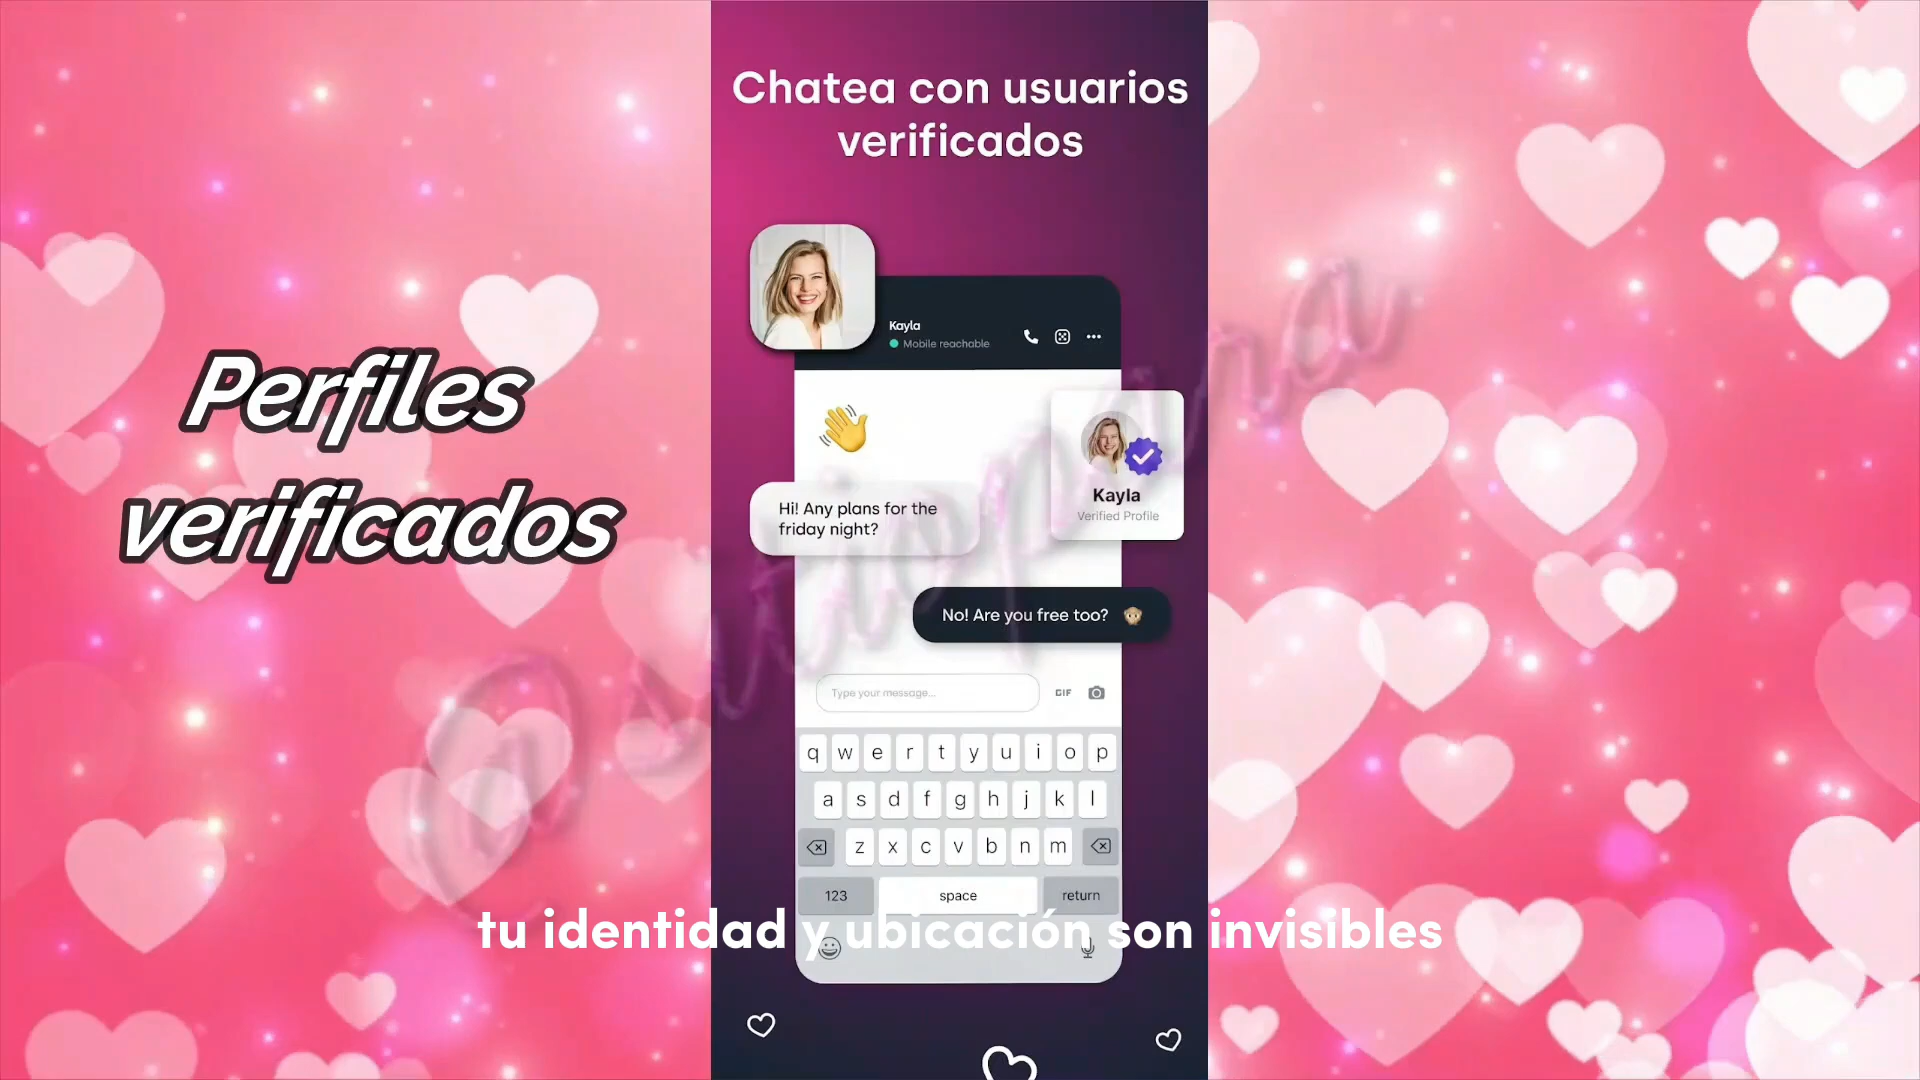 Chatea con usuarios
verificados
Perfiles
verificados
Kayla
Mobile reachable
Kayla
Verified Profile
Hi! Any plans for the
friday night?
No! Are you free too?
Type your message...
GIF
q w e r t y u i o p
a s d f g h j k l
z x c v b n m
123 space return
tu identidad y ubicación son invisibles